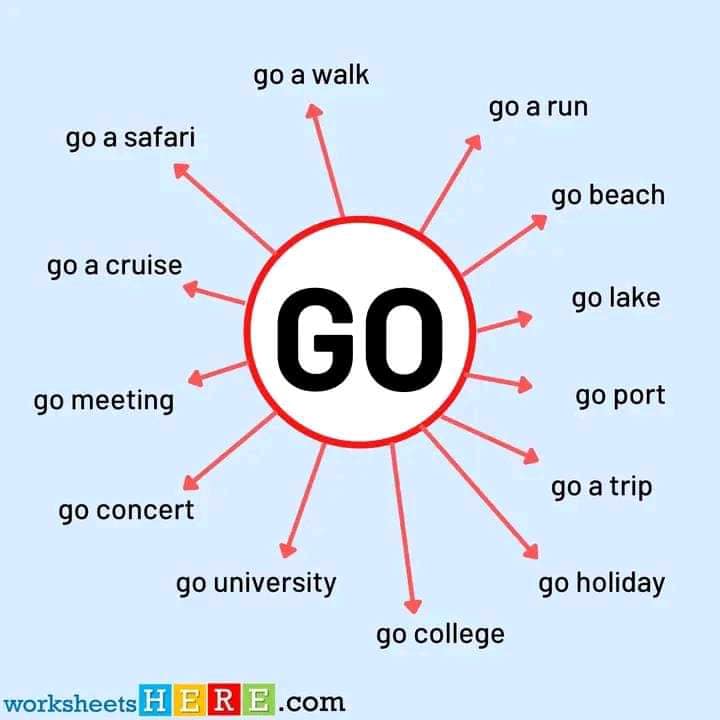 go a walk
go a run
go a safari
go beach
go a cruise
go lake
GO
go meeting
go port
go a trip
go concert
go university
go holiday
go college
worksheetsHERE.com